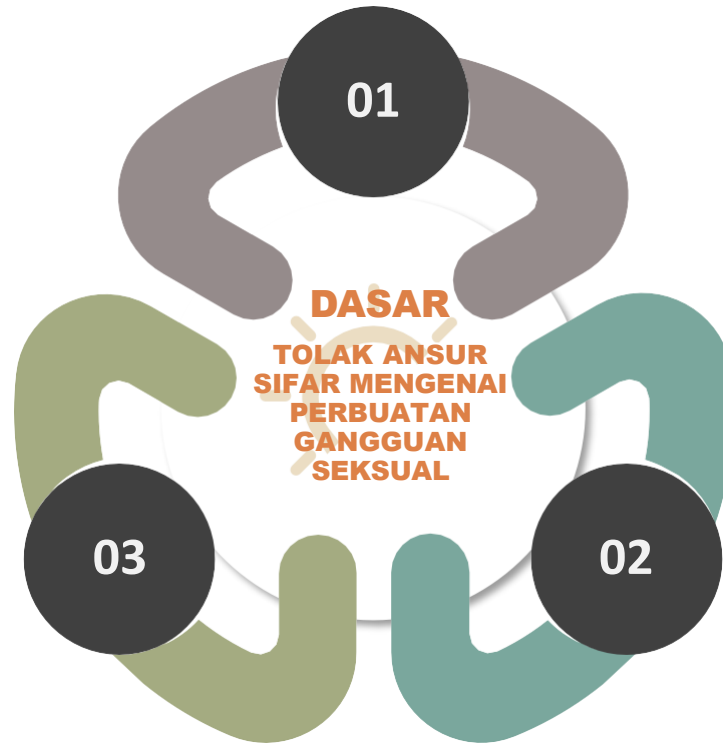 01
DASAR
TOLAK ANSUR
SIFAR MENGENAI
PERBUATAN
GANGGUAN
SEKSUAL
03
02